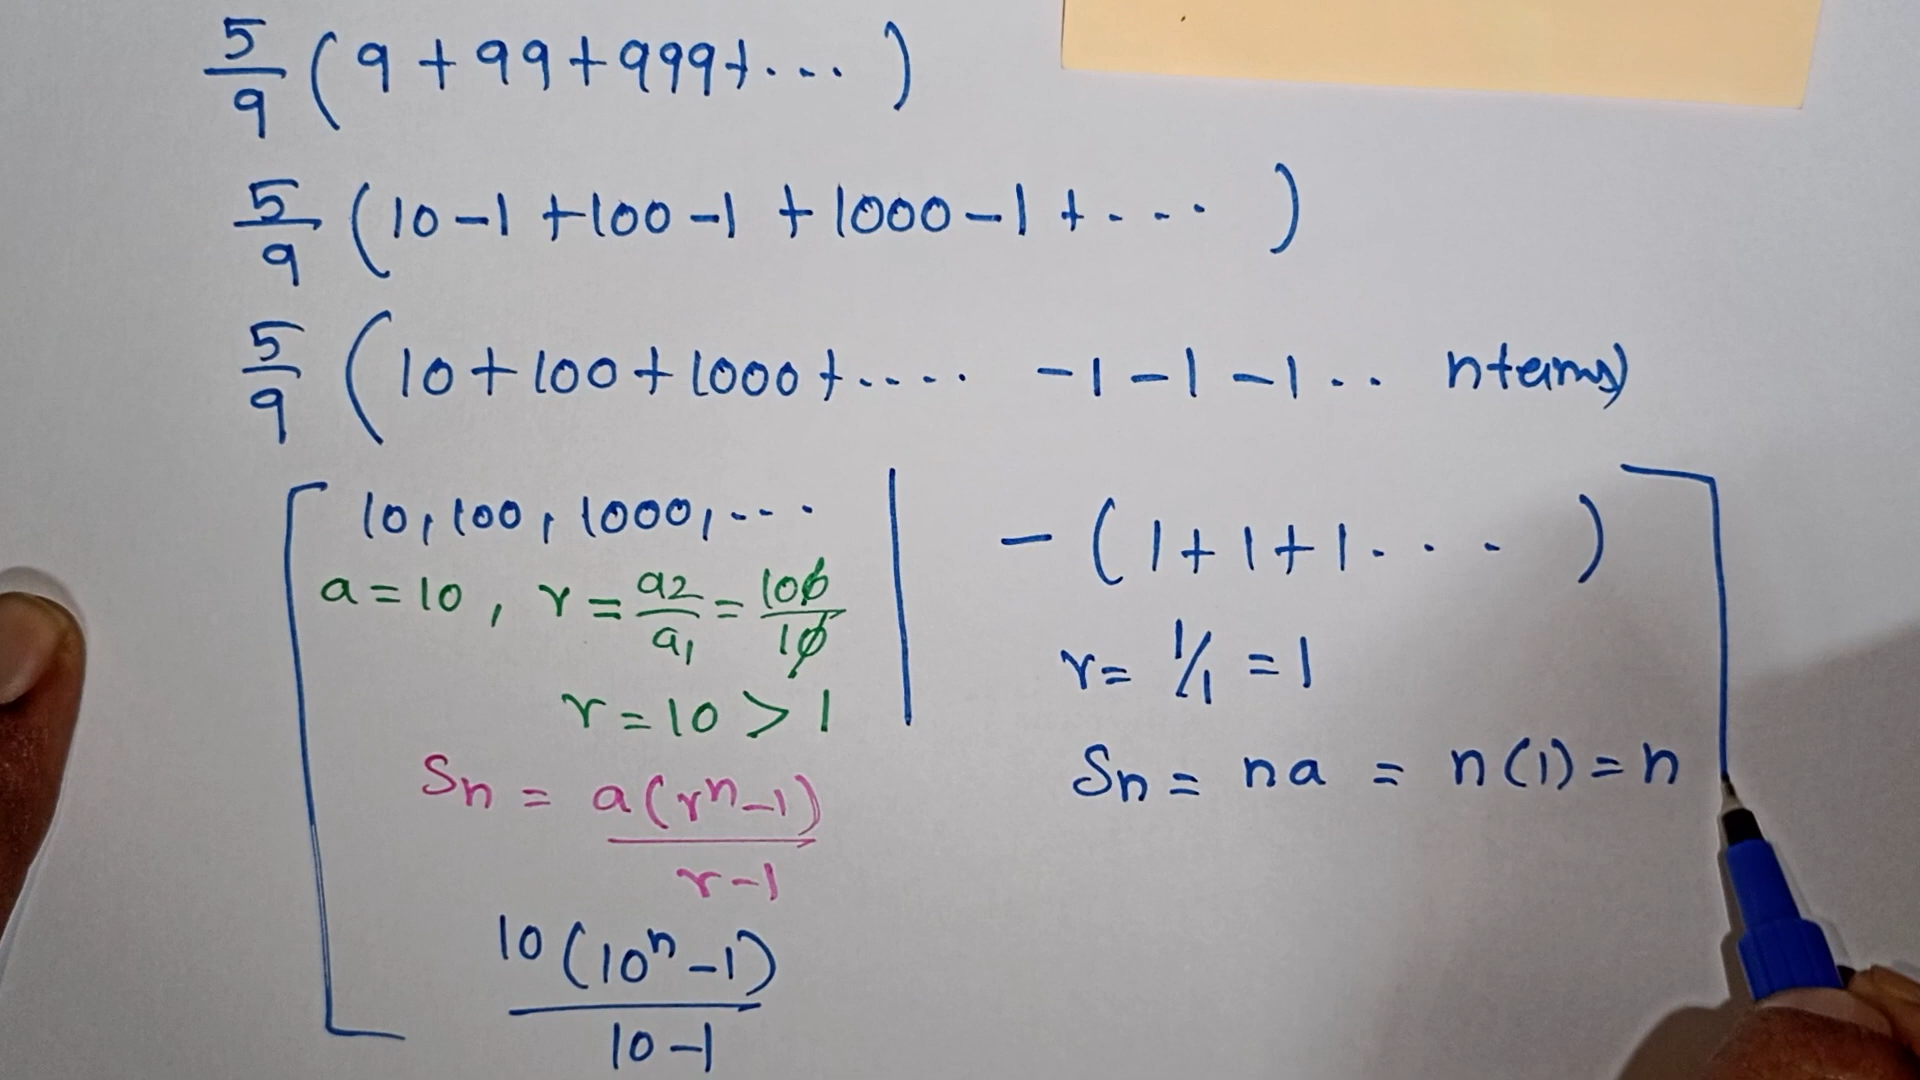 5/9 (9 + 99 + 999 + ...)
5/9 (10 - 1 + 100 - 1 + 1000 - 1 + ...)
5/9 (10 + 100 + 1000 + .... - 1 - 1 - 1 .. n terms)
10, 100, 1000, ...
a = 10, r = a2/a1 = 100/10
r = 10 > 1
Sn = a(r^n - 1)/r - 1
10(10^n - 1)/10 - 1
- (1 + 1 + 1 . . . )
r = 1/1 = 1
Sn = na = n(1) = n